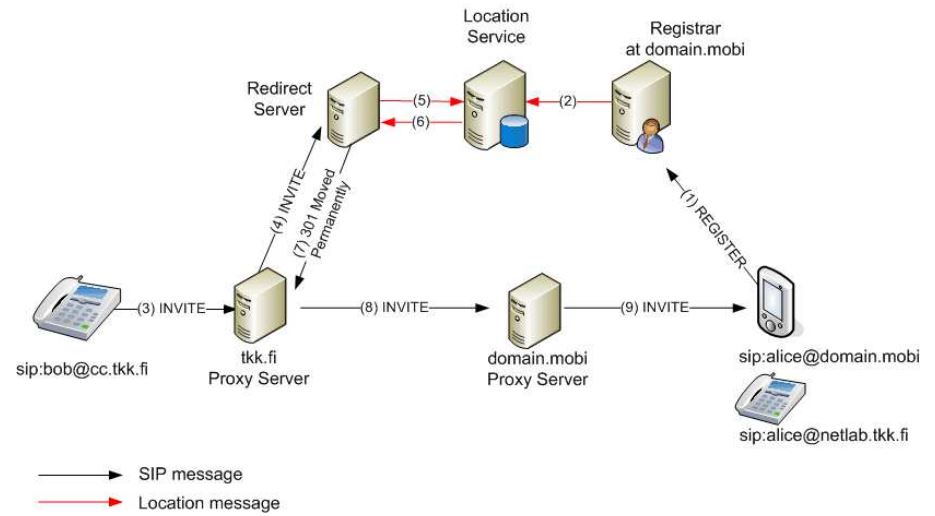 Location
Service
Registrar
at domain.mobi
Redirect
Server
(5)
(6)
(2)
(4) INVITE
(7) 301 Moved
Permanently
(1) REGISTER
(3) INVITE
(8) INVITE
(9) INVITE
sip:bob@cc.tkk.fi
tkk.fi
Proxy Server
domain.mobi
Proxy Server
sip:alice@domain.mobi
sip:alice@netlab.tkk.fi
SIP message
Location message